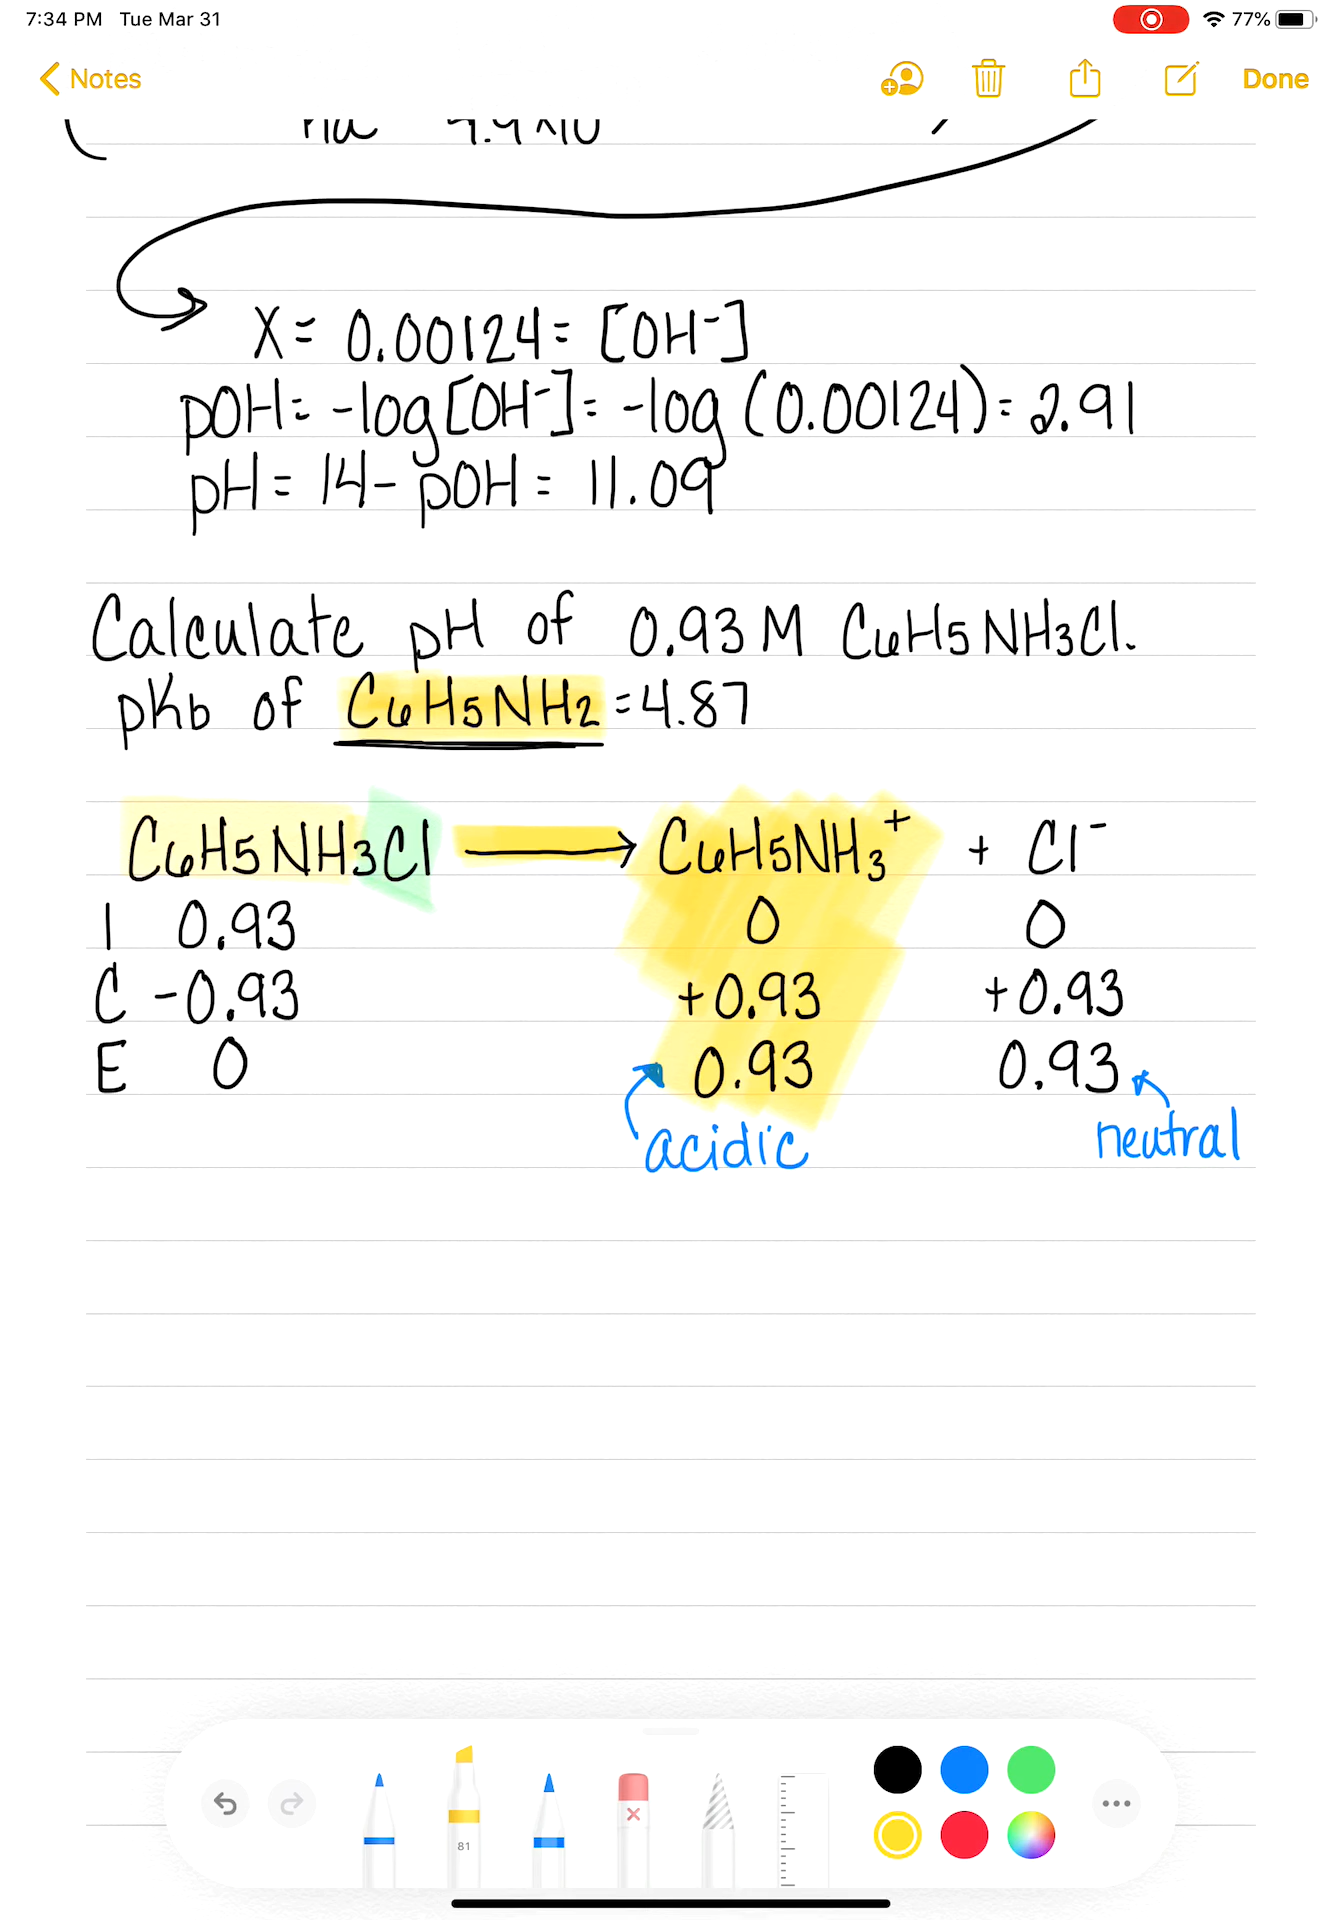 7:34 PM Tue Mar 31 77%
Notes Done
X = 0.00124 = [OH⁻]
pOH = -log[OH⁻] = -log (0.00124) = 2.91
pH = 14 - pOH = 11.09
Calculate pH of 0.93 M C6H5NH3Cl.
pKb of C6H5NH2 = 4.87
C6H5NH3Cl → C6H5NH3⁺ + Cl⁻
I 0.93 0 0
C -0.93 +0.93 +0.93
E 0 0.93 0.93
acidic neutral
81